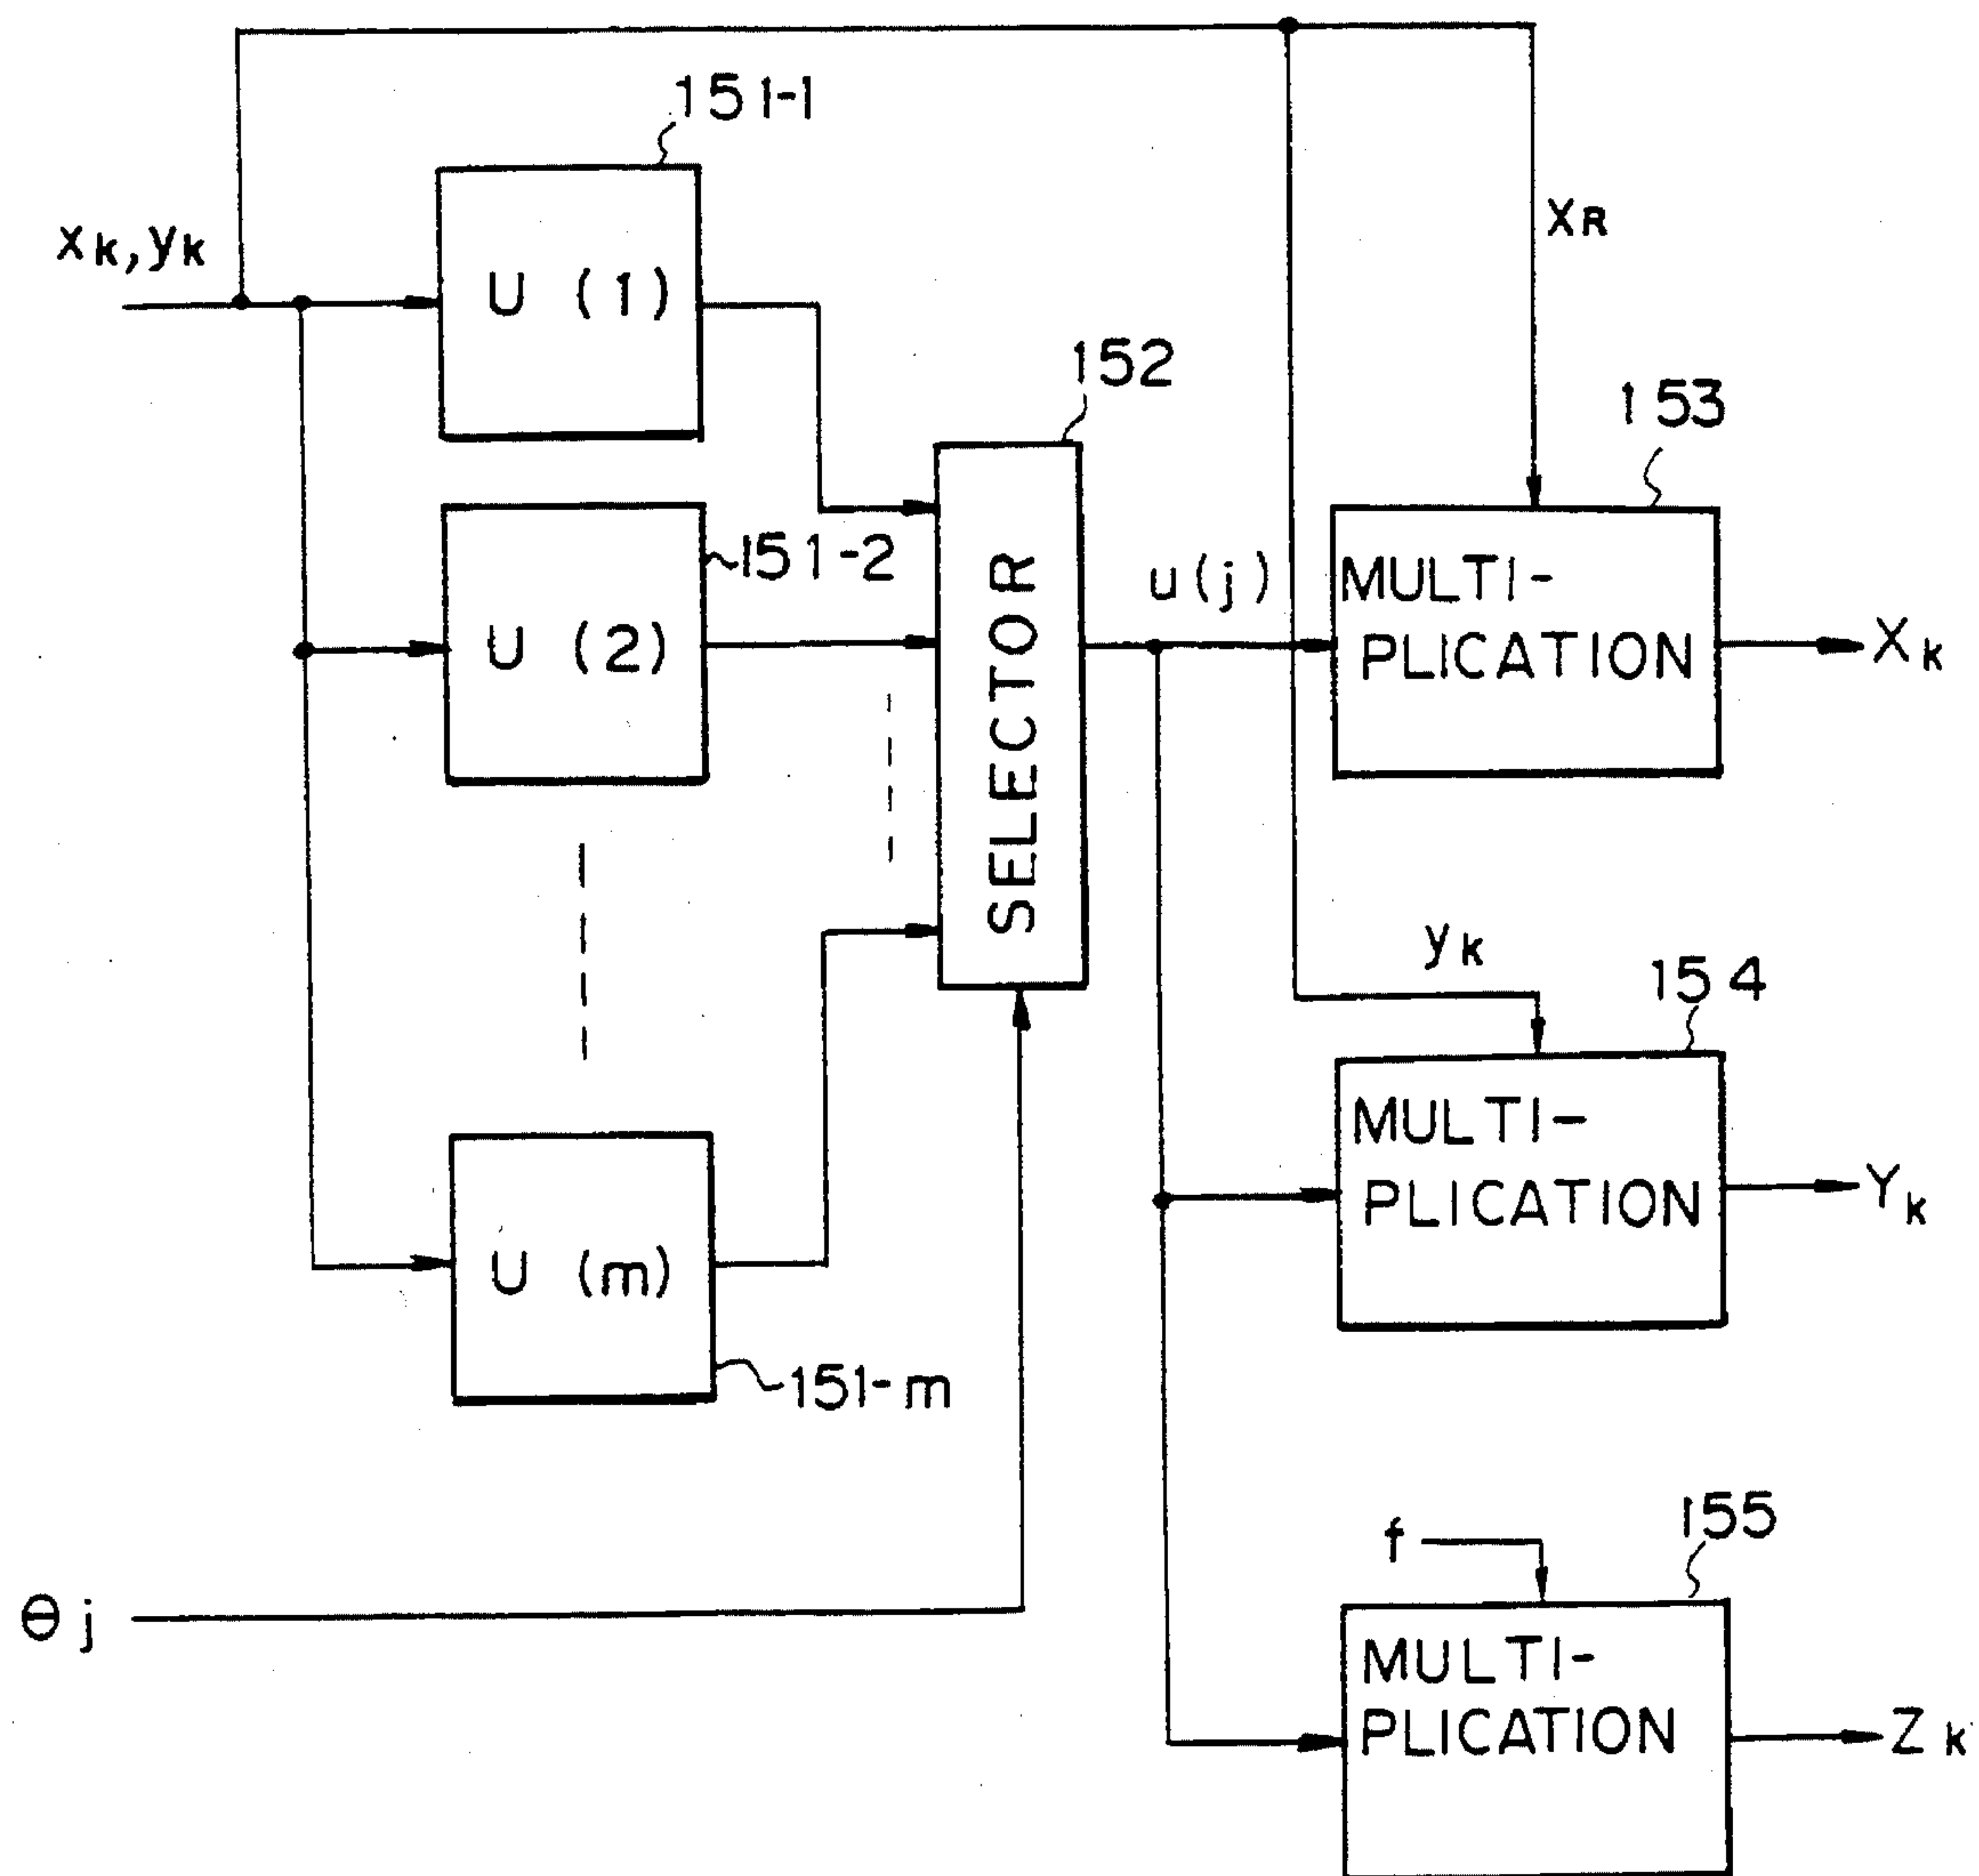 151-1
xk,yk
XR
U (1)
152
153
151-2
U (2)
SELECTOR
u(j)
MULTI-
PLICATION
Xk
yk
154
MULTI-
PLICATION
Yk
U (m)
151-m
f
155
θj
MULTI-
PLICATION
Zk